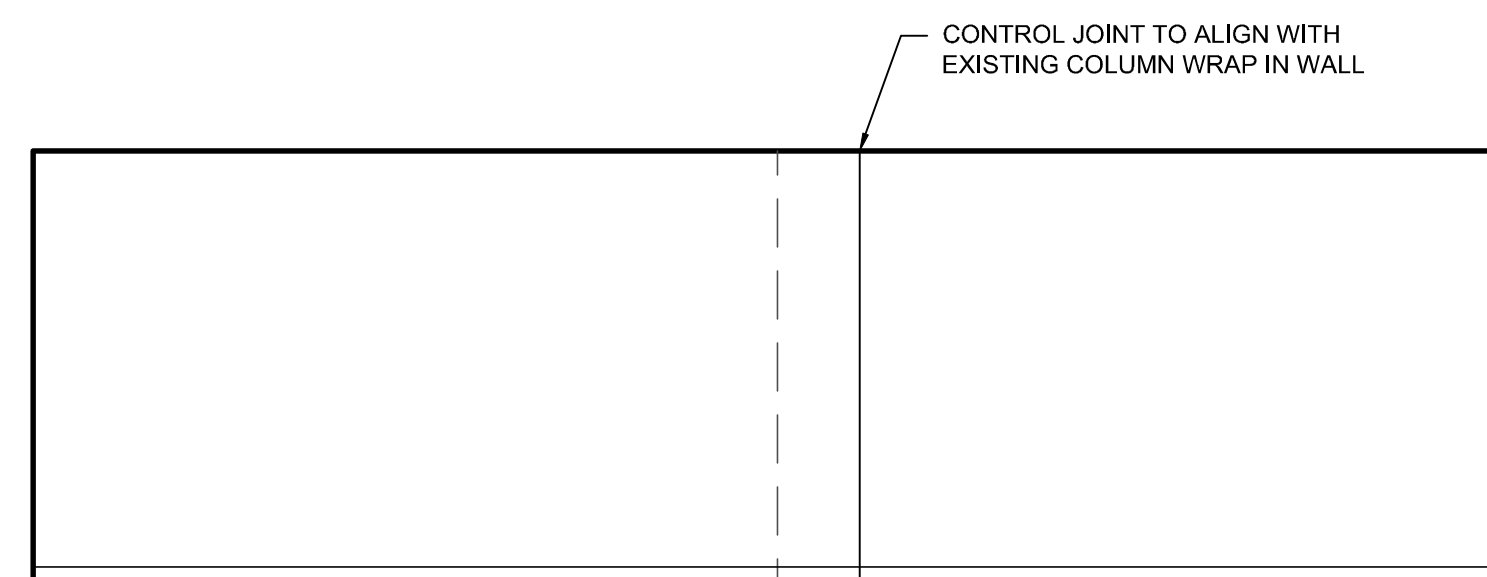 CONTROL JOINT TO ALIGN WITH
EXISTING COLUMN WRAP IN WALL